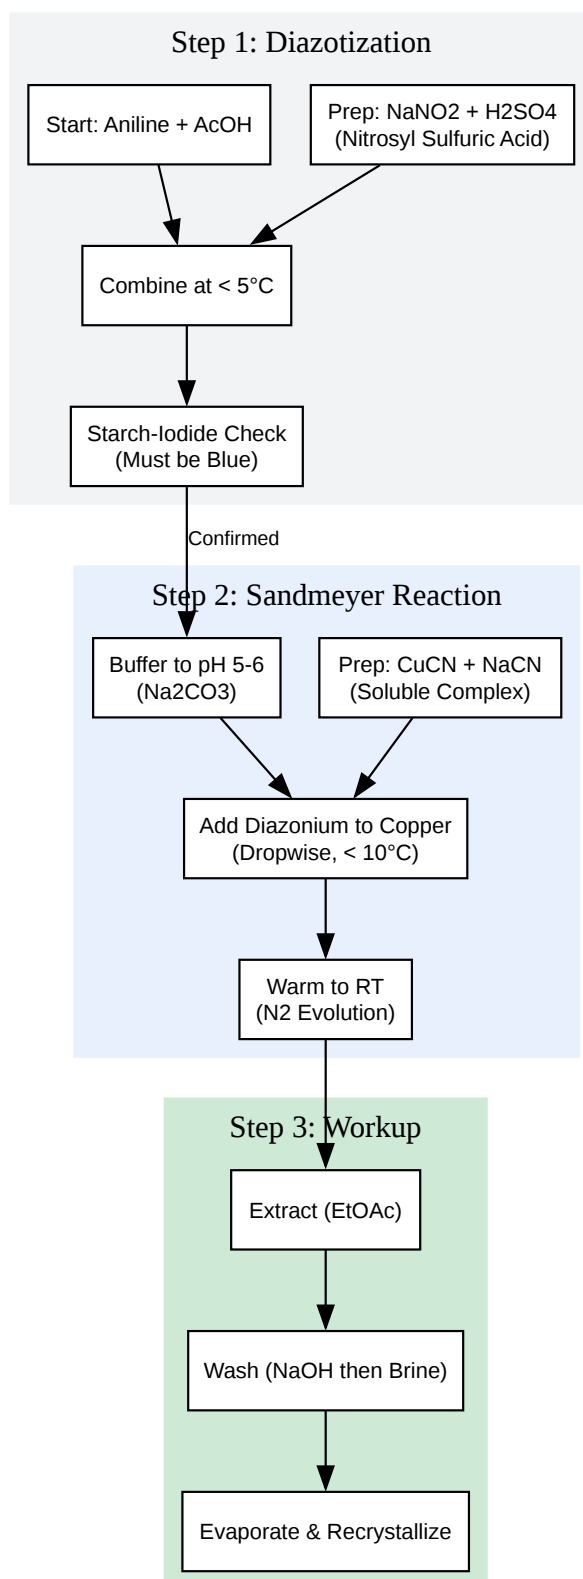 Step 1: Diazotization
Start: Aniline + AcOH
Prep: NaNO2 + H2SO4
(Nitrosyl Sulfuric Acid)
Combine at < 5°C
Starch-Iodide Check
(Must be Blue)
Confirmed
Step 2: Sandmeyer Reaction
Buffer to pH 5-6
(Na2CO3)
Prep: CuCN + NaCN
(Soluble Complex)
Add Diazonium to Copper
(Dropwise, < 10°C)
Warm to RT
(N2 Evolution)
Step 3: Workup
Extract (EtOAc)
Wash (NaOH then Brine)
Evaporate & Recrystallize